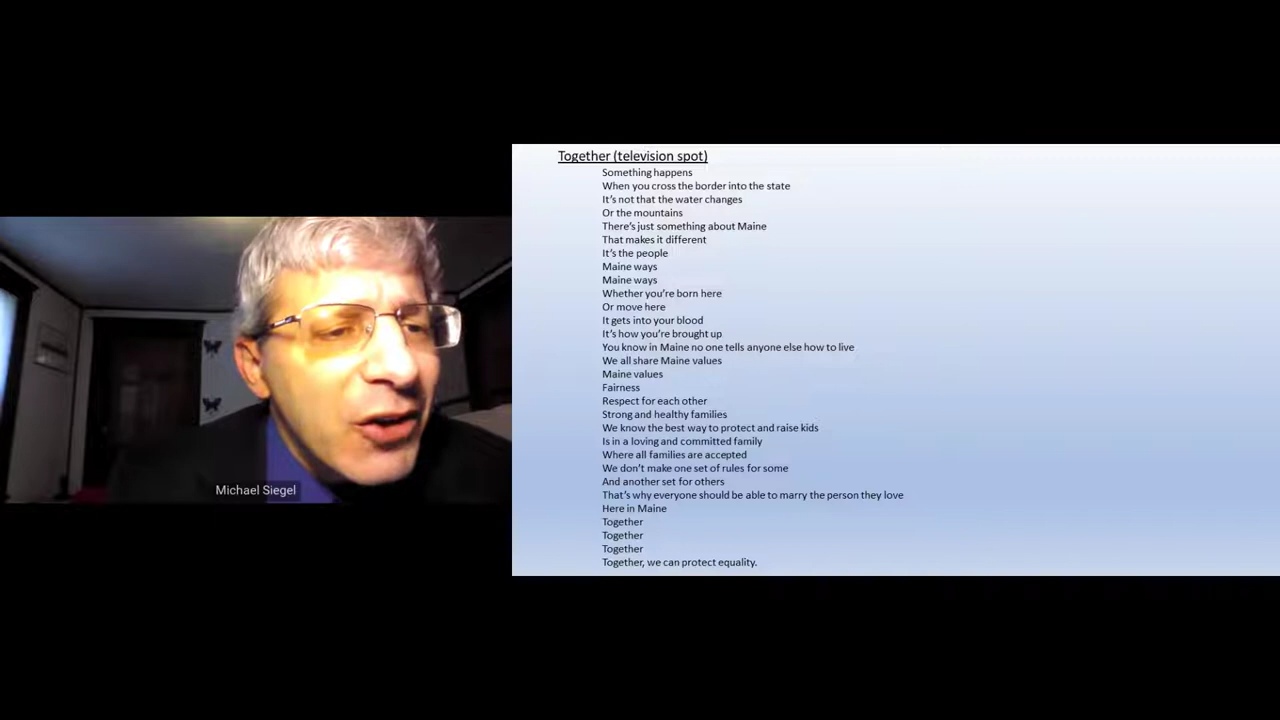 Together (television spot)
Something happens
When you cross the border into the state
It's not that the water changes
Or the mountains
There's just something about Maine
That makes it different
It's the people
Maine ways
Maine ways
Whether you're born here
Or move here
It gets into your blood
It's how you're brought up
You know in Maine no one tells anyone else how to live
We all share Maine values
Maine values
Fairness
Respect for each other
Strong and healthy families
We know the best way to protect and raise kids
Is in a loving and committed family
Where all families are accepted
We don't make one set of rules for some
And another set for others
That's why everyone should be able to marry the person they love
Here in Maine
Together
Together
Together
Together, we can protect equality.
Michael Siegel